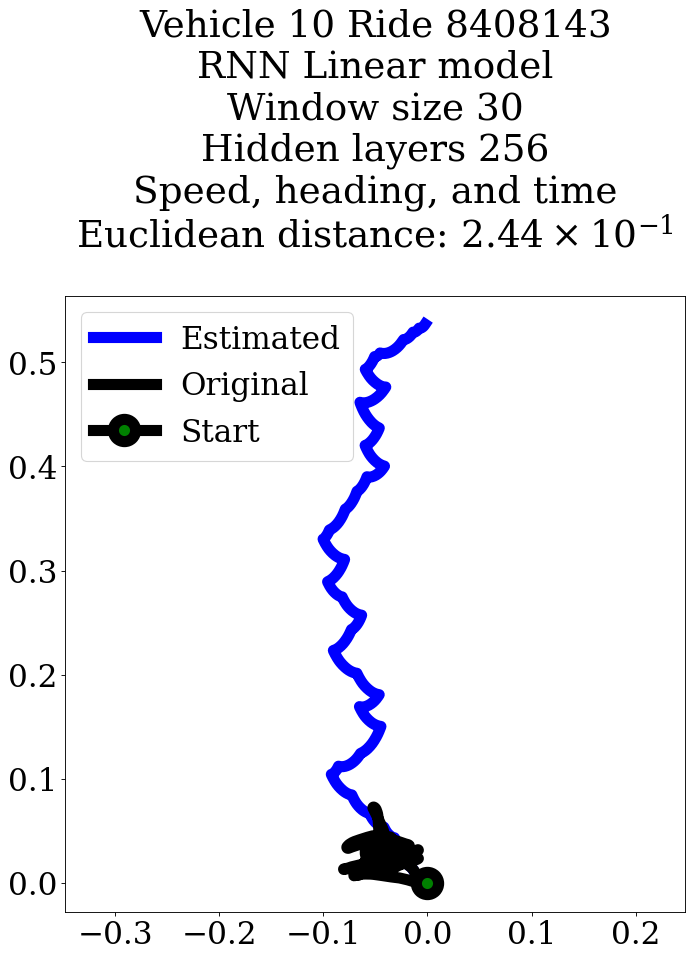 Vehicle 10 Ride 8408143
RNN Linear model
Window size 30
Hidden layers 256
Speed, heading, and time
Euclidean distance: 2.44 × 10⁻¹
Estimated
Original
Start
0.5
0.4
0.3
0.2
0.1
0.0
−0.3 −0.2 −0.1 0.0 0.1 0.2